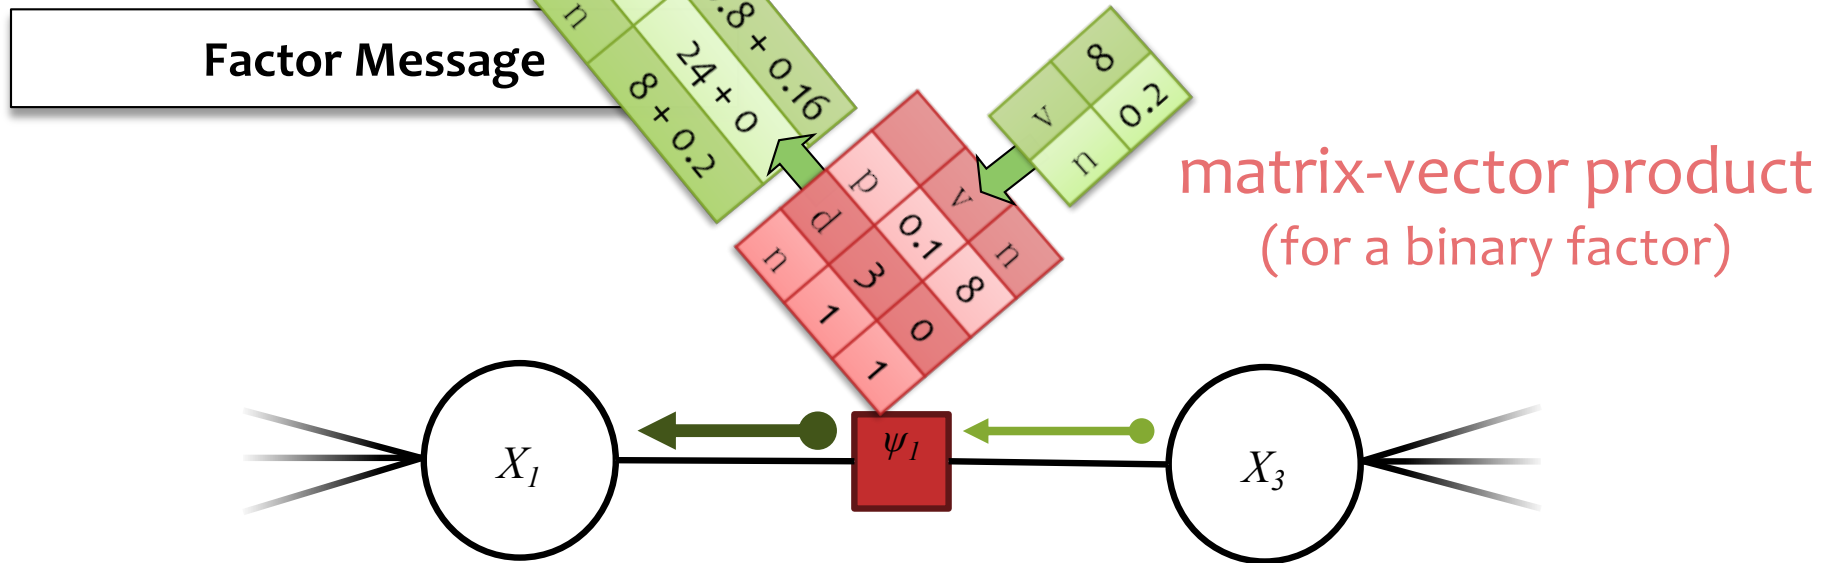 Factor Message
n
.8 + 0.16
24 + 0
8 + 0.2
v 8
n 0.2
v n
p 0.1 8
d 3 0
n 1 1
matrix-vector product
(for a binary factor)
X1
ψ1
X3